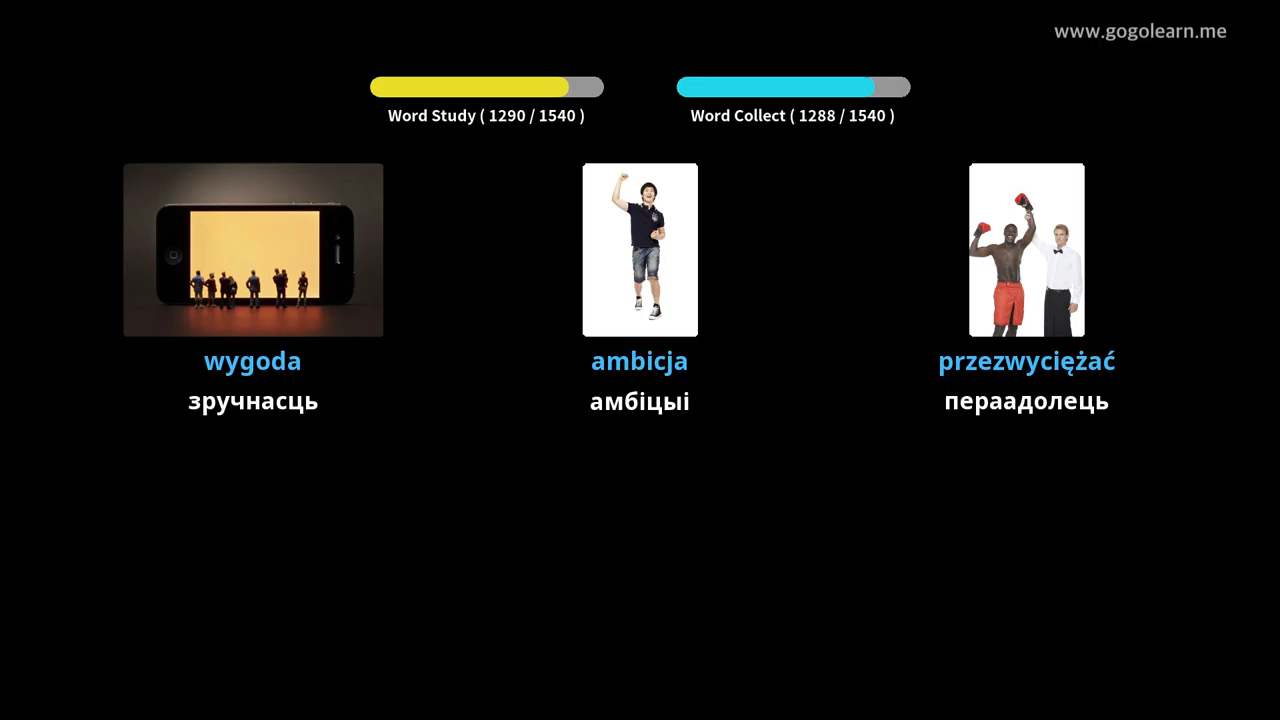 www.gogolearn.me
Word Study ( 1290 / 1540 )
Word Collect ( 1288 / 1540 )
wygoda
ambicja
przezwyciężać
зручнасць
амбіцыі
пераадолець